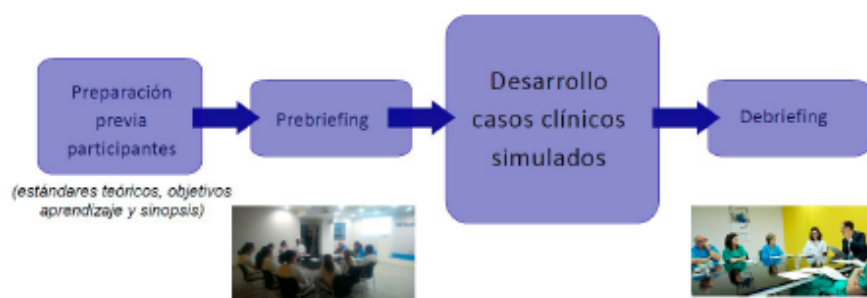 Preparación
previa
participantes
(estándares teóricos, objetivos
aprendizaje y sinopsis)
Prebriefing
Desarrollo
casos clínicos
simulados
Debriefing